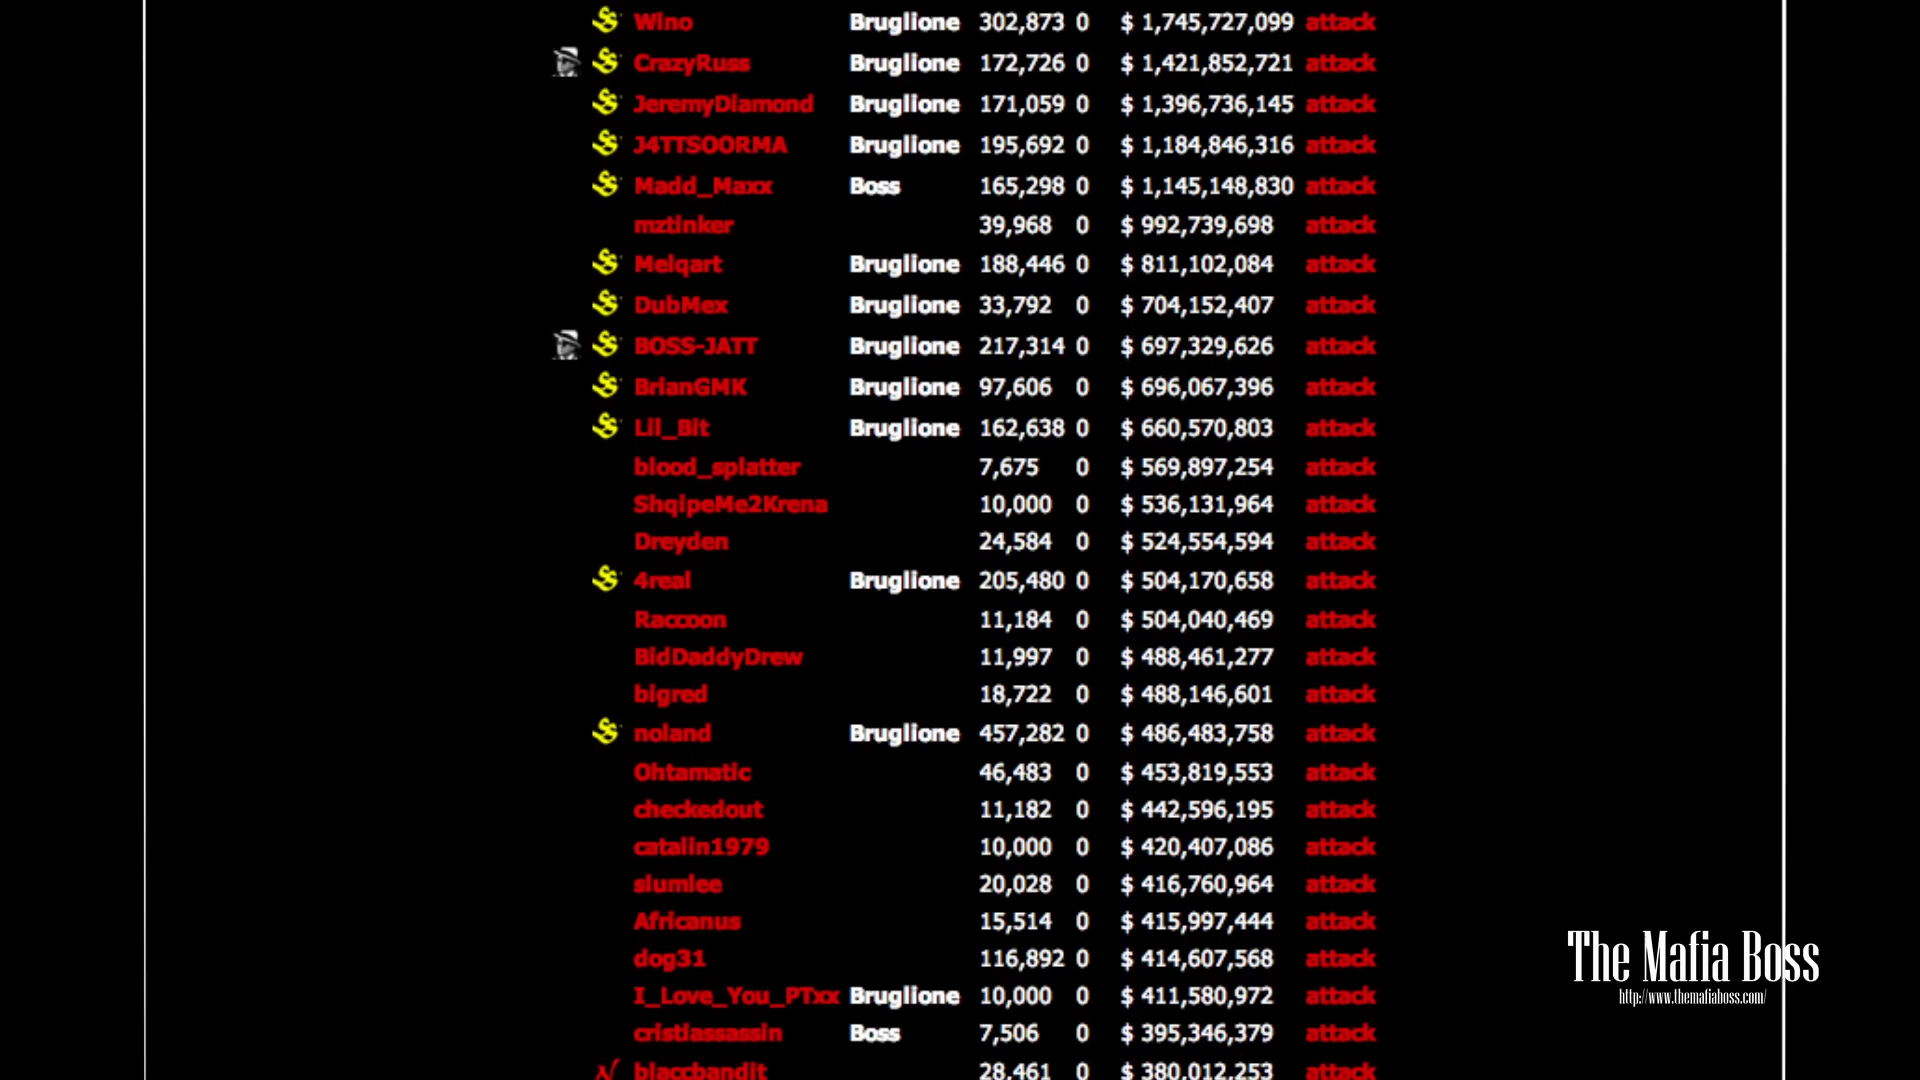 Wino Bruglione 302,873 0 $ 1,745,727,099 attack
CrazyRuss Bruglione 172,726 0 $ 1,421,852,721 attack
JeremyDiamond Bruglione 171,059 0 $ 1,396,736,145 attack
J4TTSOORMA Bruglione 195,692 0 $ 1,184,846,316 attack
Madd_Maxx Boss 165,298 0 $ 1,145,148,830 attack
mztinker 39,968 0 $ 992,739,698 attack
Melqart Bruglione 188,446 0 $ 811,102,084 attack
DubMex Bruglione 33,792 0 $ 704,152,407 attack
BOSS-JATT Bruglione 217,314 0 $ 697,329,626 attack
BrianGMK Bruglione 97,606 0 $ 696,067,396 attack
Lil_Bit Bruglione 162,638 0 $ 660,570,803 attack
blood_splatter 7,675 0 $ 569,897,254 attack
ShqipeMe2Krena 10,000 0 $ 536,131,964 attack
Dreyden 24,584 0 $ 524,554,594 attack
4real Bruglione 205,480 0 $ 504,170,658 attack
Raccoon 11,184 0 $ 504,040,469 attack
BidDaddyDrew 11,997 0 $ 488,461,277 attack
bigred 18,722 0 $ 488,146,601 attack
noland Bruglione 457,282 0 $ 486,483,758 attack
Ohtamatic 46,483 0 $ 453,819,553 attack
checkedout 11,182 0 $ 442,596,195 attack
catalin1979 10,000 0 $ 420,407,086 attack
slumlee 20,028 0 $ 416,760,964 attack
Africanus 15,514 0 $ 415,997,444 attack
dog31 116,892 0 $ 414,607,568 attack
I_Love_You_PTxx Bruglione 10,000 0 $ 411,580,972 attack
cristiassassin Boss 7,506 0 $ 395,346,379 attack
blaccbandit 28,461 0 $ 380,012,253 attack
The Mafia Boss
http://www.themafiaboss.com/